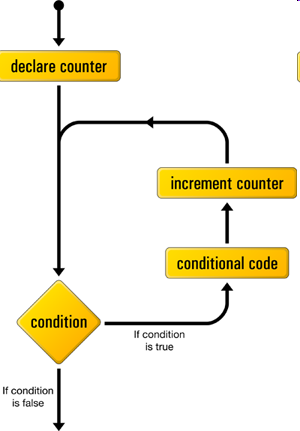 declare counter
increment counter
conditional code
condition
If condition
is true
If condition
is false